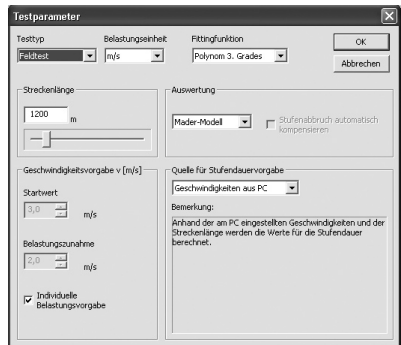 Testparameter
Testtyp
Belastungseinheit
Fittingfunktion
Feldtest
m/s
Polynom 3. Grades
OK
Abbrechen
Streckenlänge
1200
m
Auswertung
Mader-Modell
Stufenabbruch automatisch
kompensieren
Geschwindigkeitsvorgabe v [m/s]
Startwert
3,0
m/s
Belastungszunahme
2,0
m/s
Individuelle
Belastungsvorgabe
Quelle für Stufendauervorgabe
Geschwindigkeiten aus PC
Bemerkung:
Anhand der am PC eingestellten Geschwindigkeiten und der
Streckenlänge werden die Werte für die Stufendauer
berechnet.